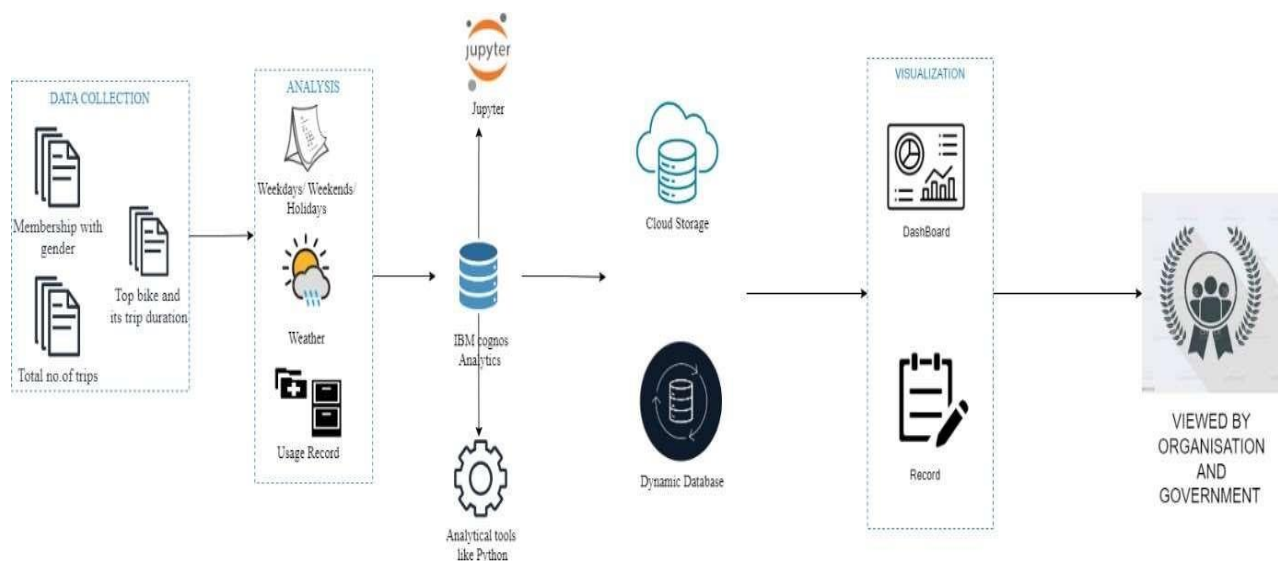 DATA COLLECTION
Membership with
gender
Top bike and
its trip duration
Total no.of trips
ANALYSIS
Weekdays/ Weekends/
Holidays
Weather
Usage Record
jupyter
Jupyter
IBM cognos
Analytics
Analytical tools
like Python
Cloud Storage
Dynamic Database
VISUALIZATION
DashBoard
Record
VIEWED BY
ORGANISATION
AND
GOVERNMENT